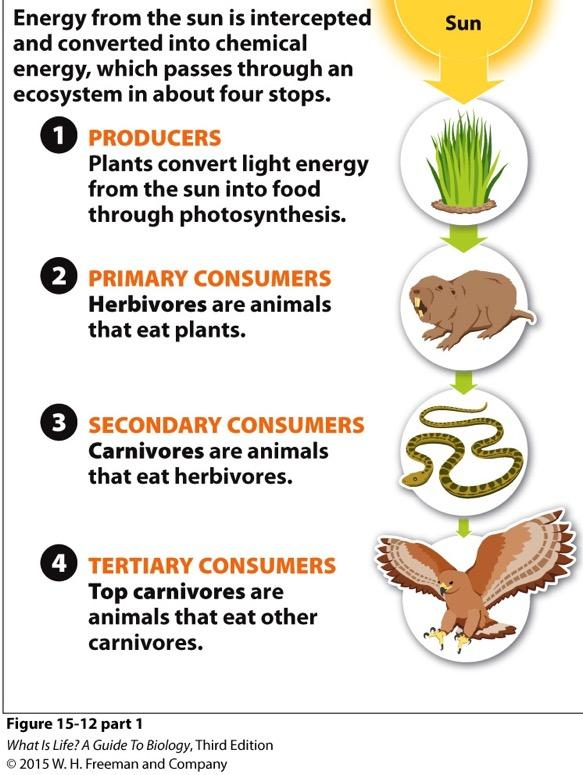 Energy from the sun is intercepted
and converted into chemical
energy, which passes through an
ecosystem in about four stops.
Sun
1 PRODUCERS
Plants convert light energy
from the sun into food
through photosynthesis.
2 PRIMARY CONSUMERS
Herbivores are animals
that eat plants.
3 SECONDARY CONSUMERS
Carnivores are animals
that eat herbivores.
4 TERTIARY CONSUMERS
Top carnivores are
animals that eat other
carnivores.
Figure 15-12 part 1
What Is Life? A Guide To Biology, Third Edition
© 2015 W. H. Freeman and Company